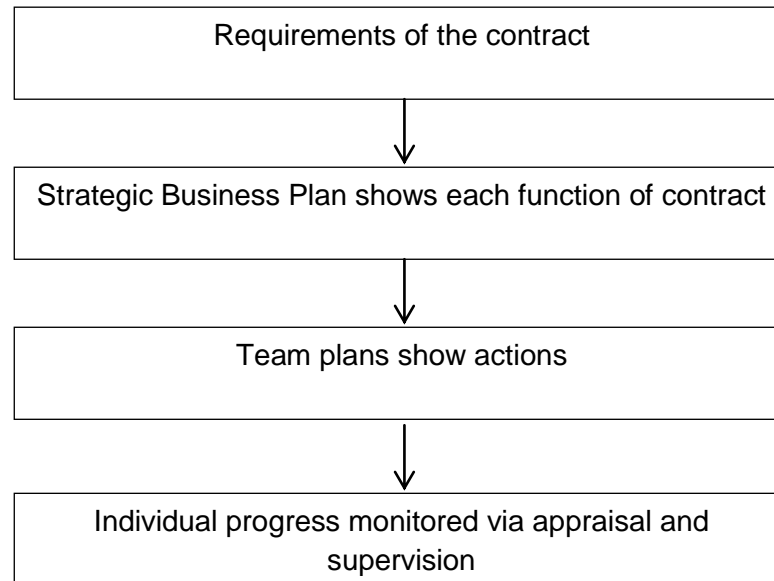 Requirements of the contract
Strategic Business Plan shows each function of contract
Team plans show actions
Individual progress monitored via appraisal and
supervision